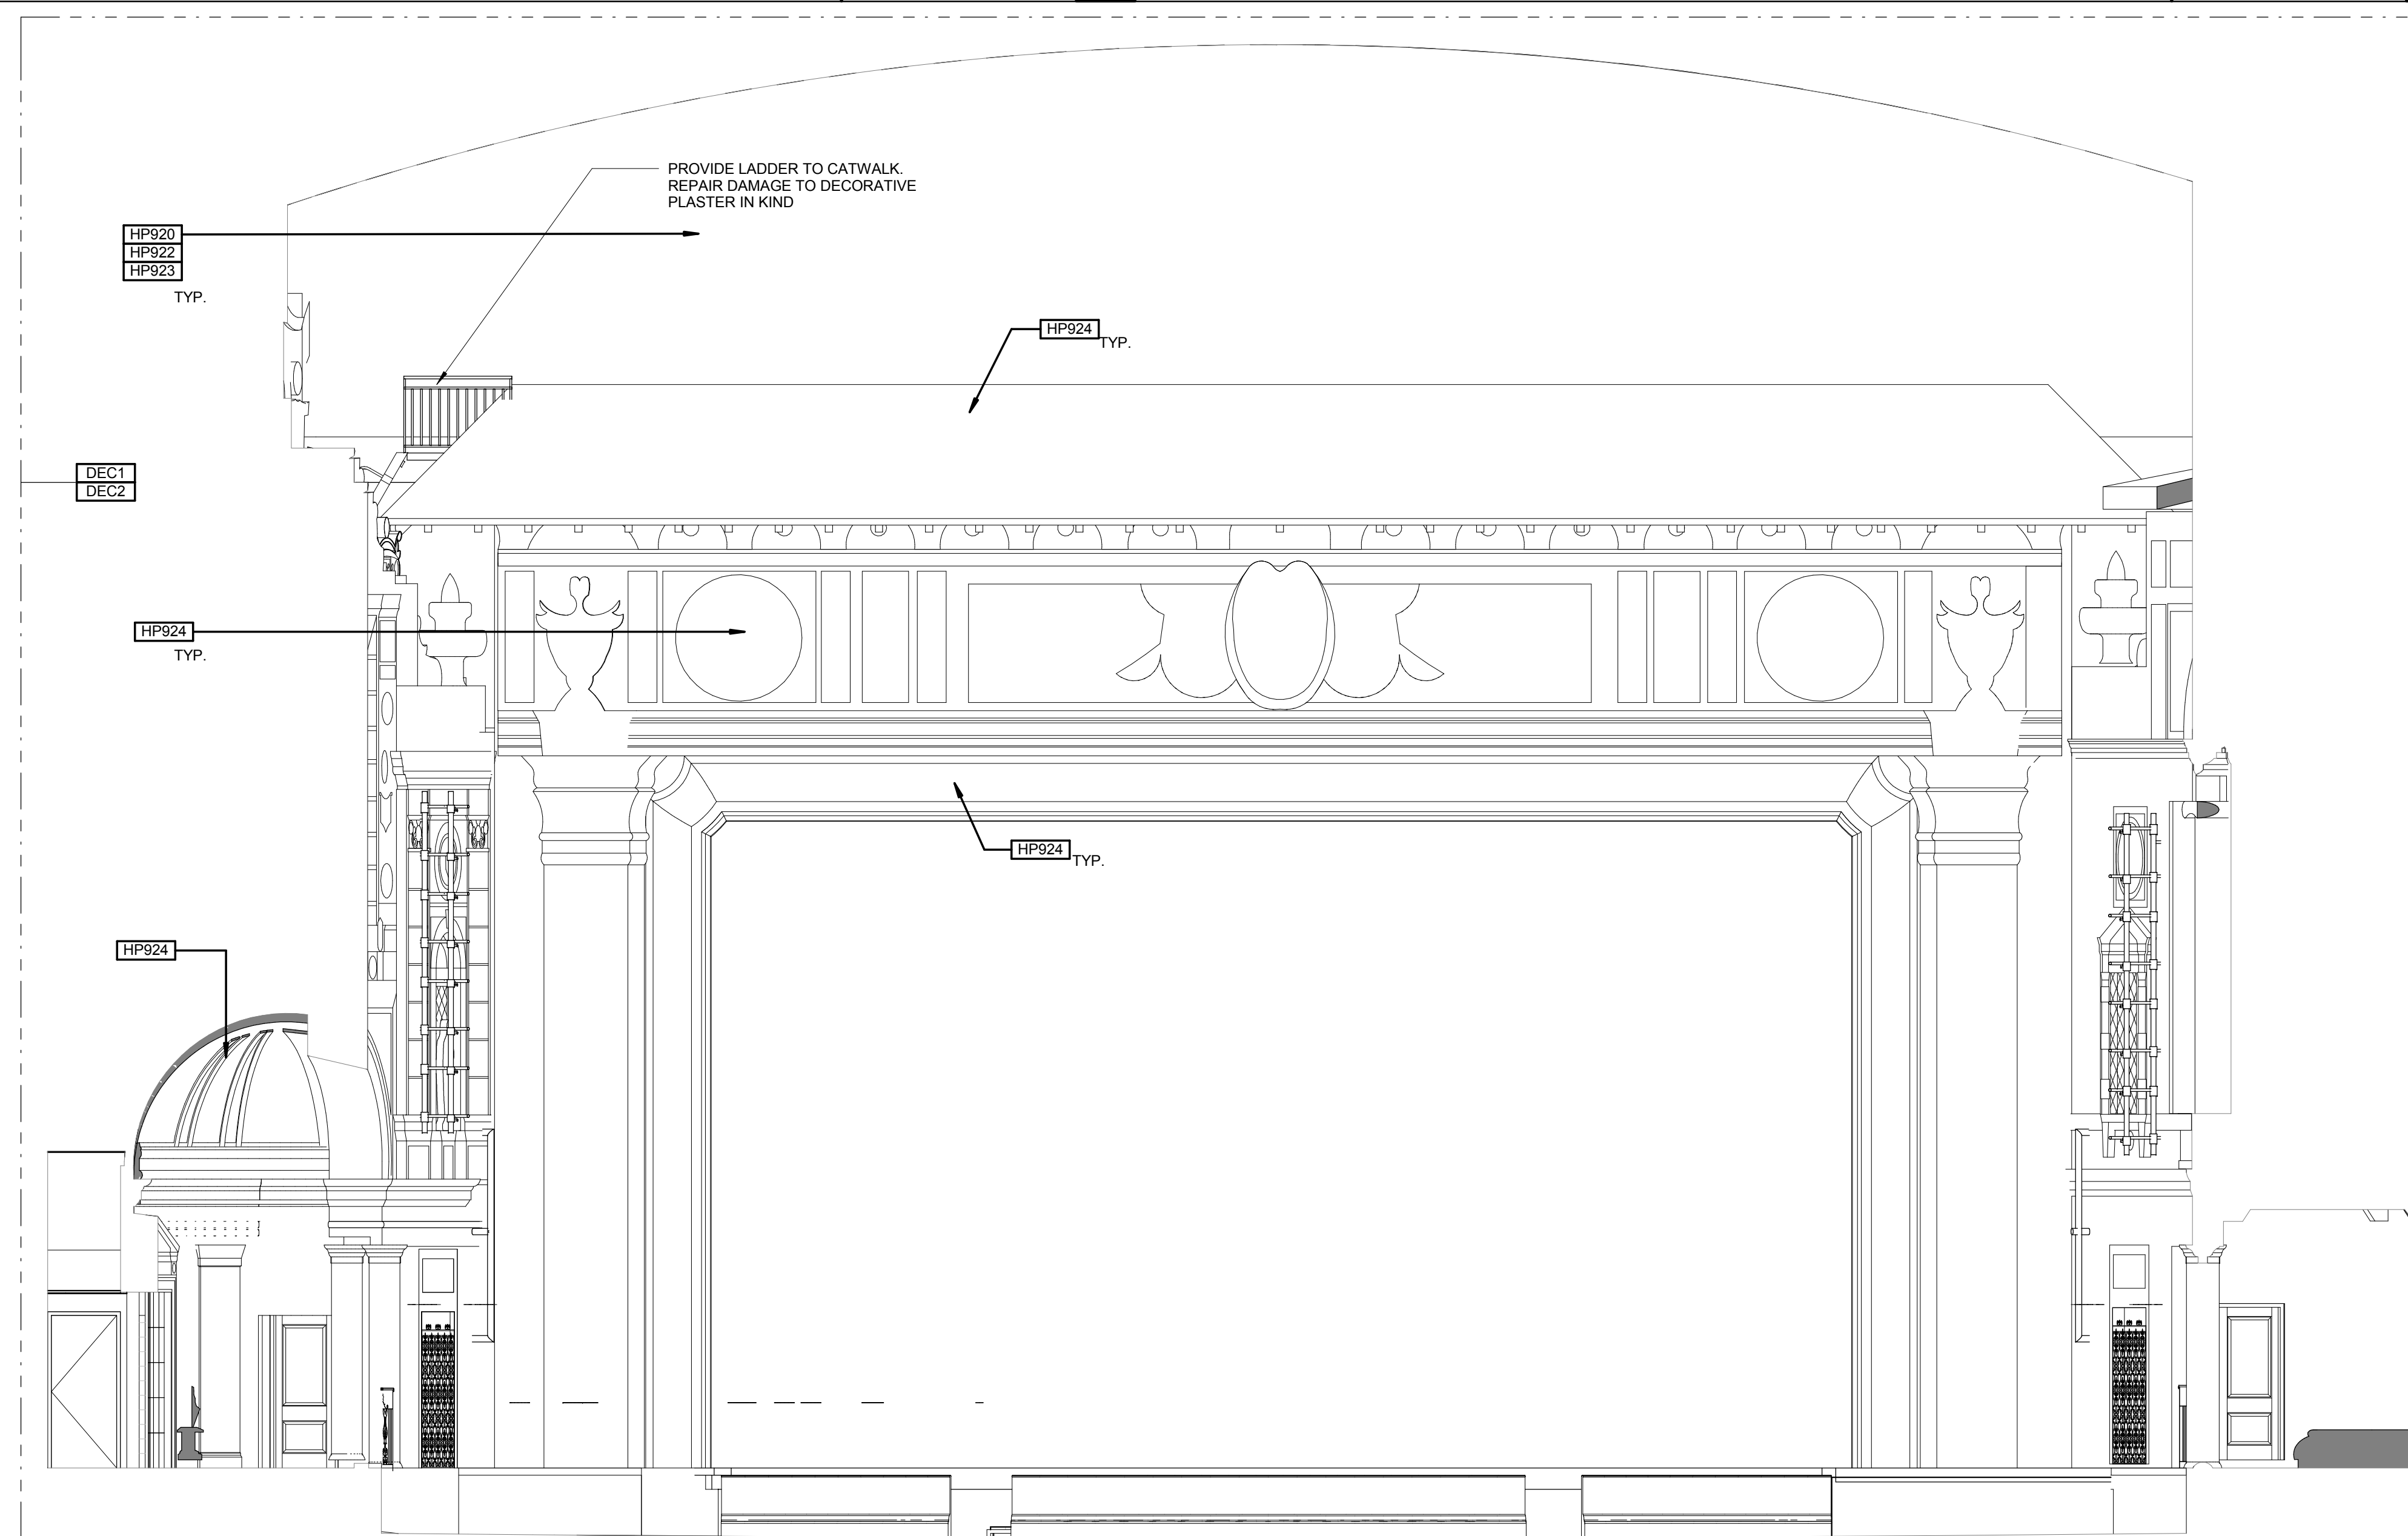 PROVIDE LADDER TO CATWALK.
REPAIR DAMAGE TO DECORATIVE
PLASTER IN KIND
HP920
HP922
HP923
TYP.
HP924
TYP.
DEC1
DEC2
HP924
TYP.
HP924
TYP.
HP924